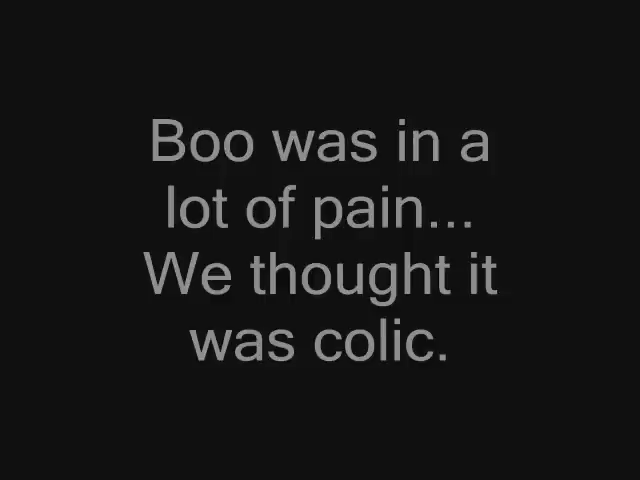 Boo was in a
lot of pain...
We thought it
was colic.